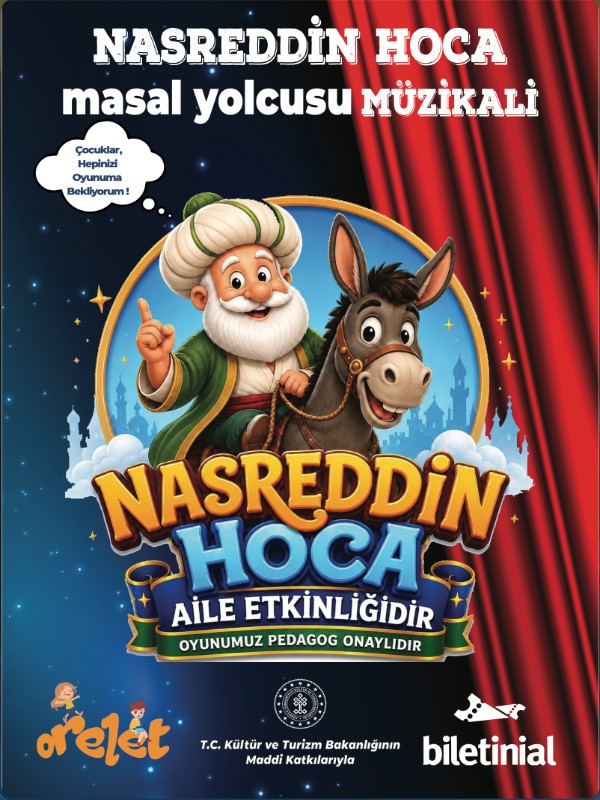 NASREDDİN HOCA
masal yolcusu MÜZİKALİ
Çocuklar,
Hepinizi
Oyunuma
Bekliyorum !
NASREDDİN
HOCA
AİLE ETKİNLİĞİDİR
OYUNUMUZ PEDAGOG ONAYLIDIR
orelet
T.C. Kültür ve Turizm Bakanlığının
Maddi Katkılarıyla
biletinial